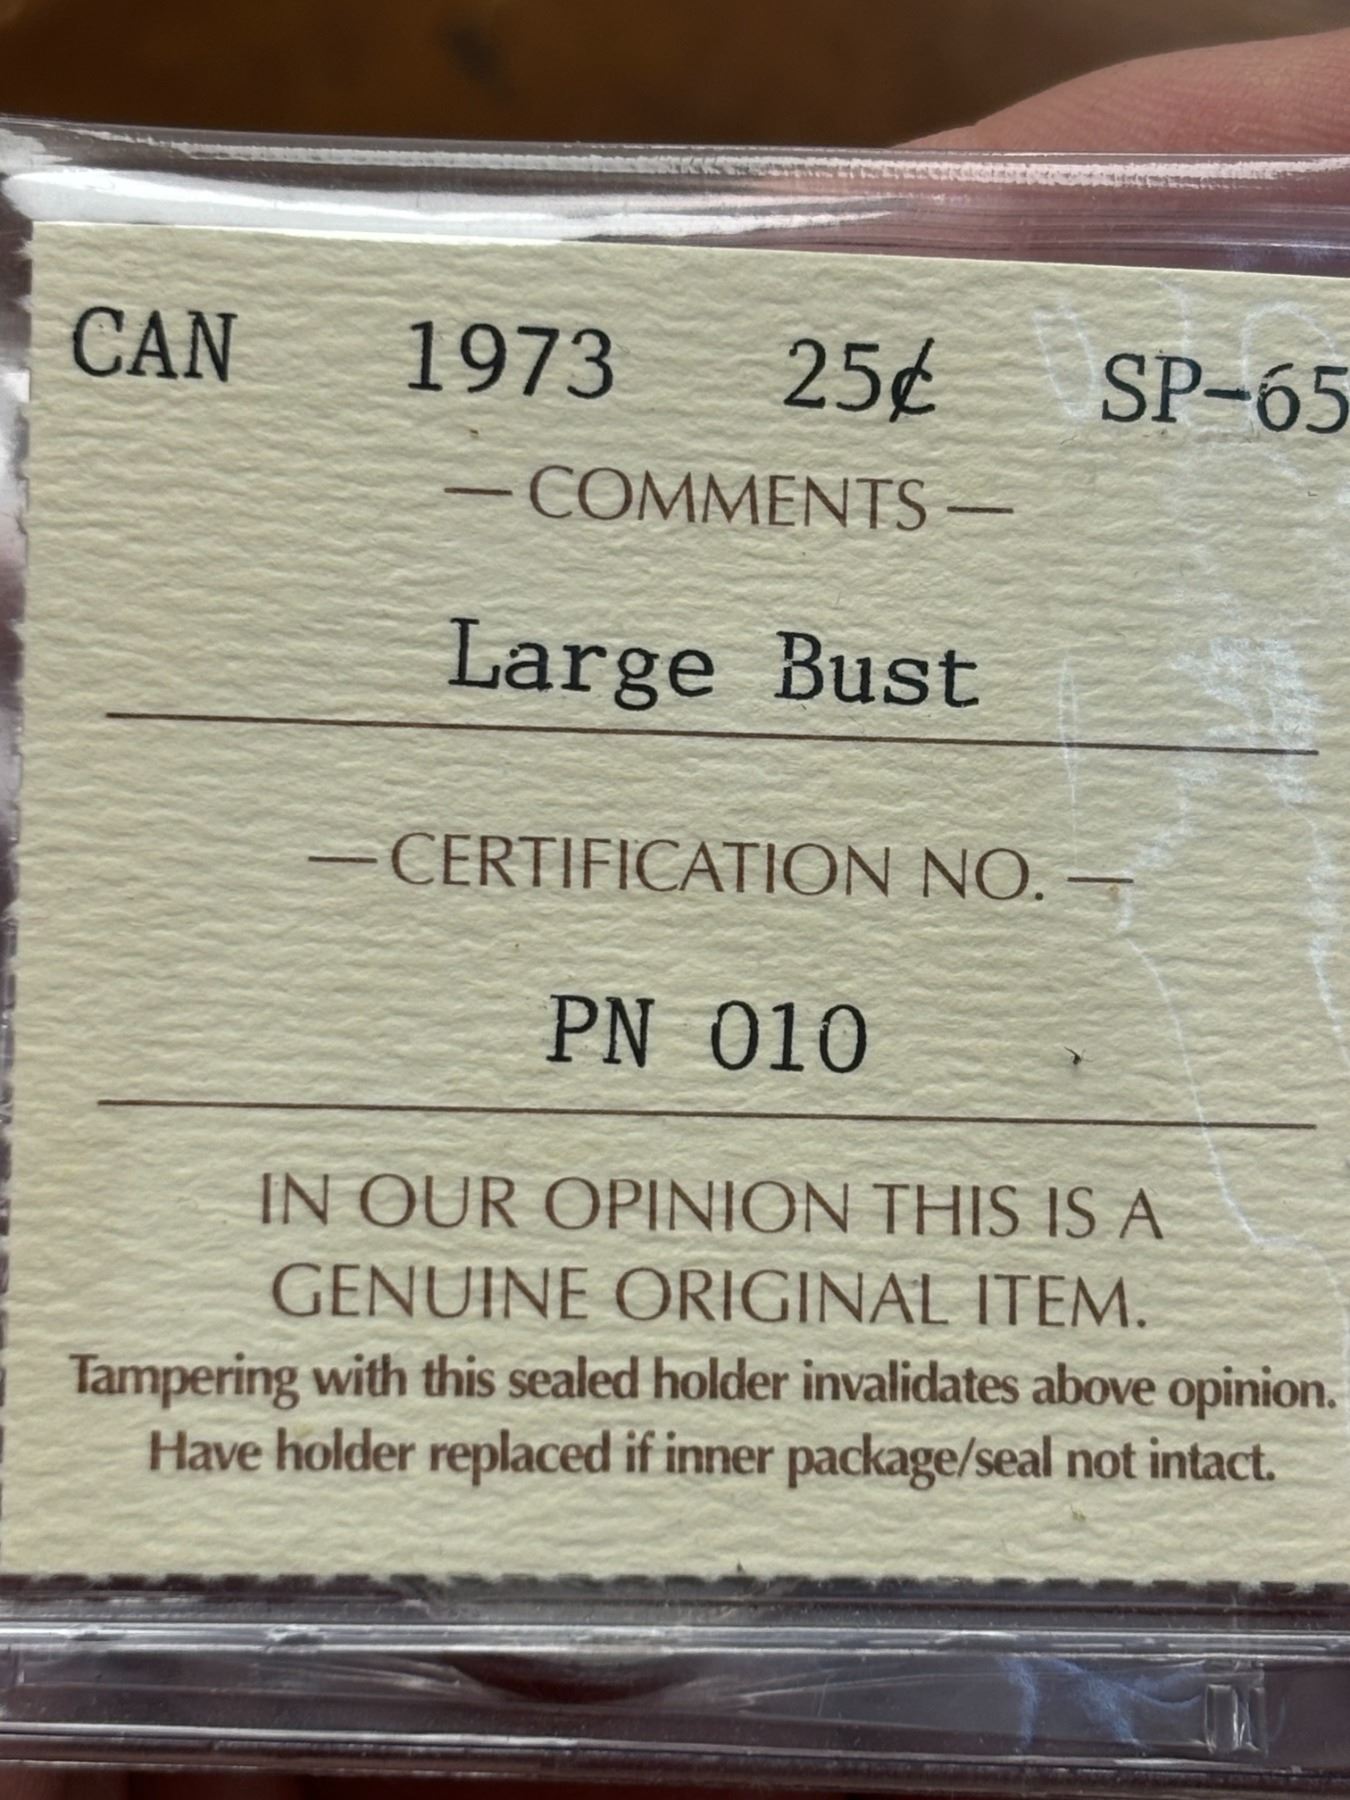 CAN 1973 25¢ SP-65
— COMMENTS —
Large Bust
— CERTIFICATION NO. —
PN 010
IN OUR OPINION THIS IS A
GENUINE ORIGINAL ITEM.
Tampering with this sealed holder invalidates above opinion.
Have holder replaced if inner package/seal not intact.